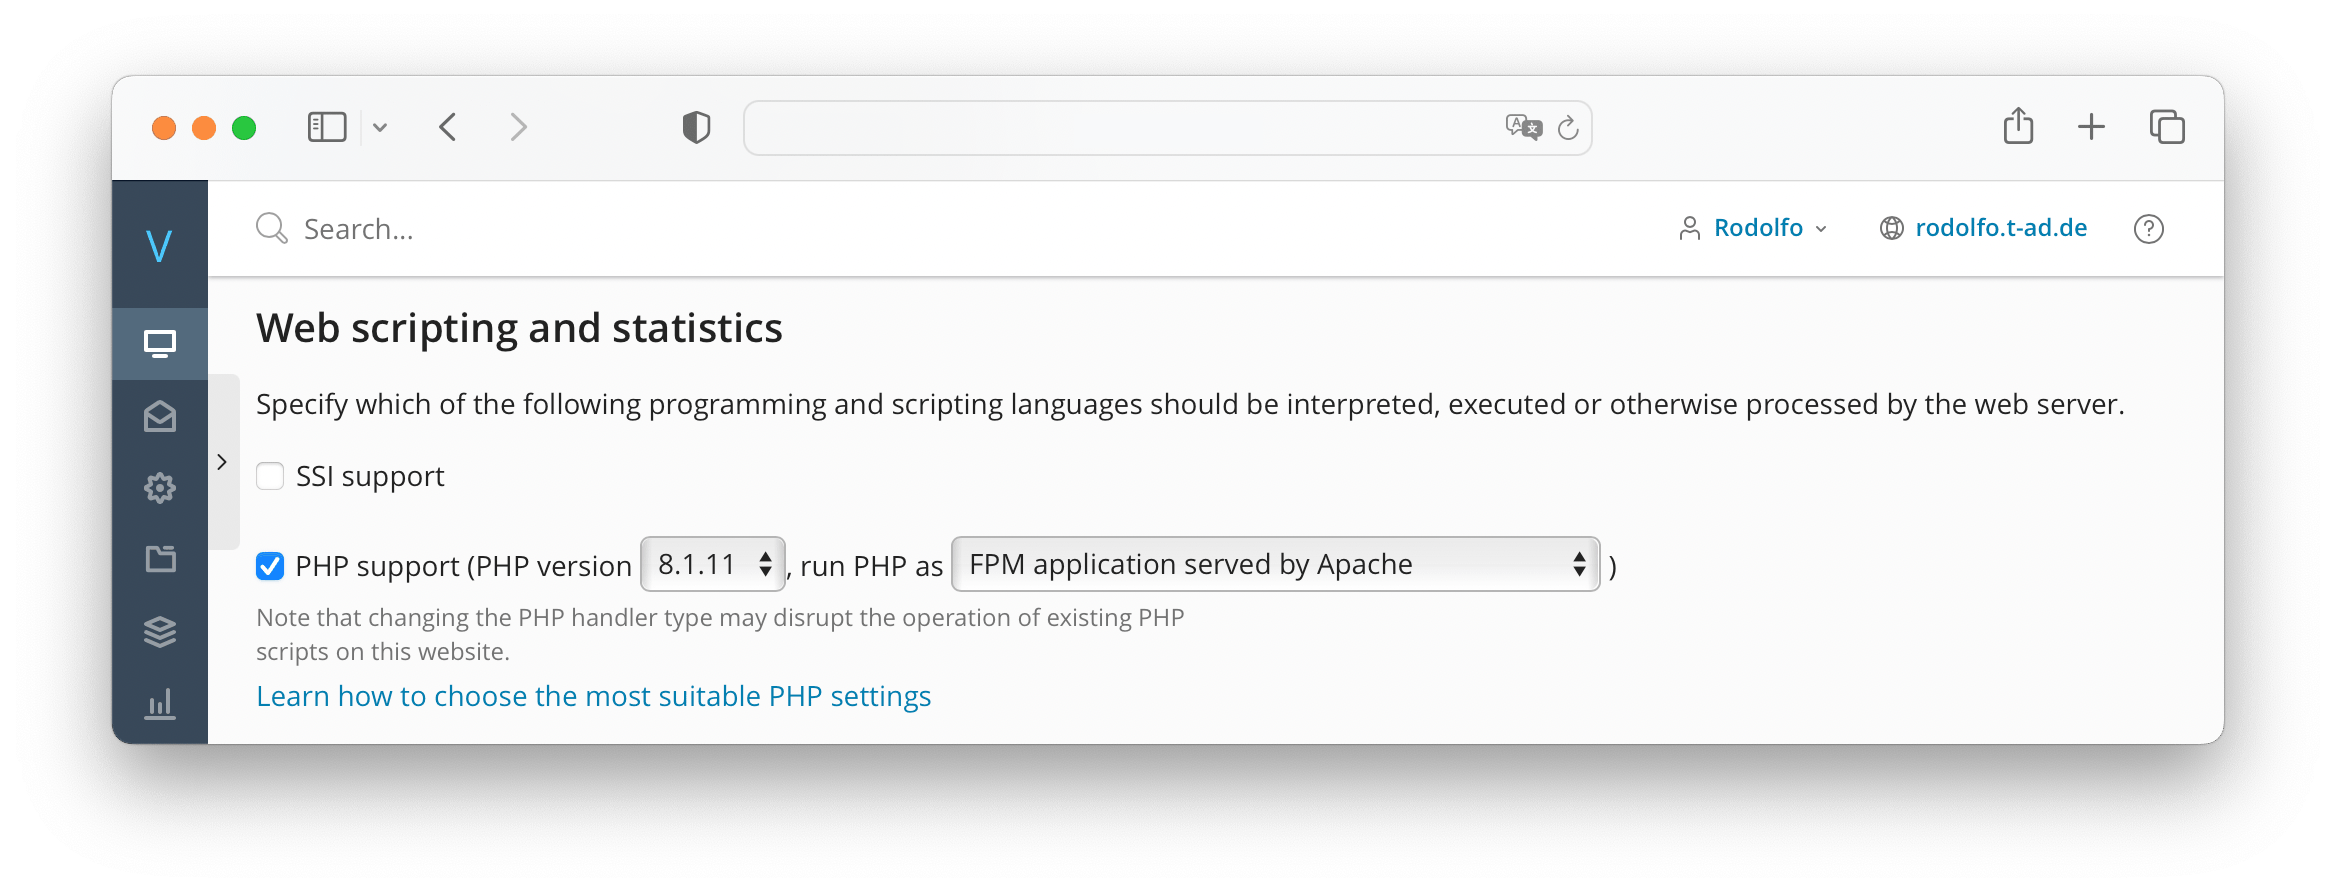 V
Search...
Rodolfo
rodolfo.t-ad.de
?
Web scripting and statistics
Specify which of the following programming and scripting languages should be interpreted, executed or otherwise processed by the web server.
SSI support
PHP support (PHP version 8.1.11 , run PHP as FPM application served by Apache )
Note that changing the PHP handler type may disrupt the operation of existing PHP
scripts on this website.
Learn how to choose the most suitable PHP settings